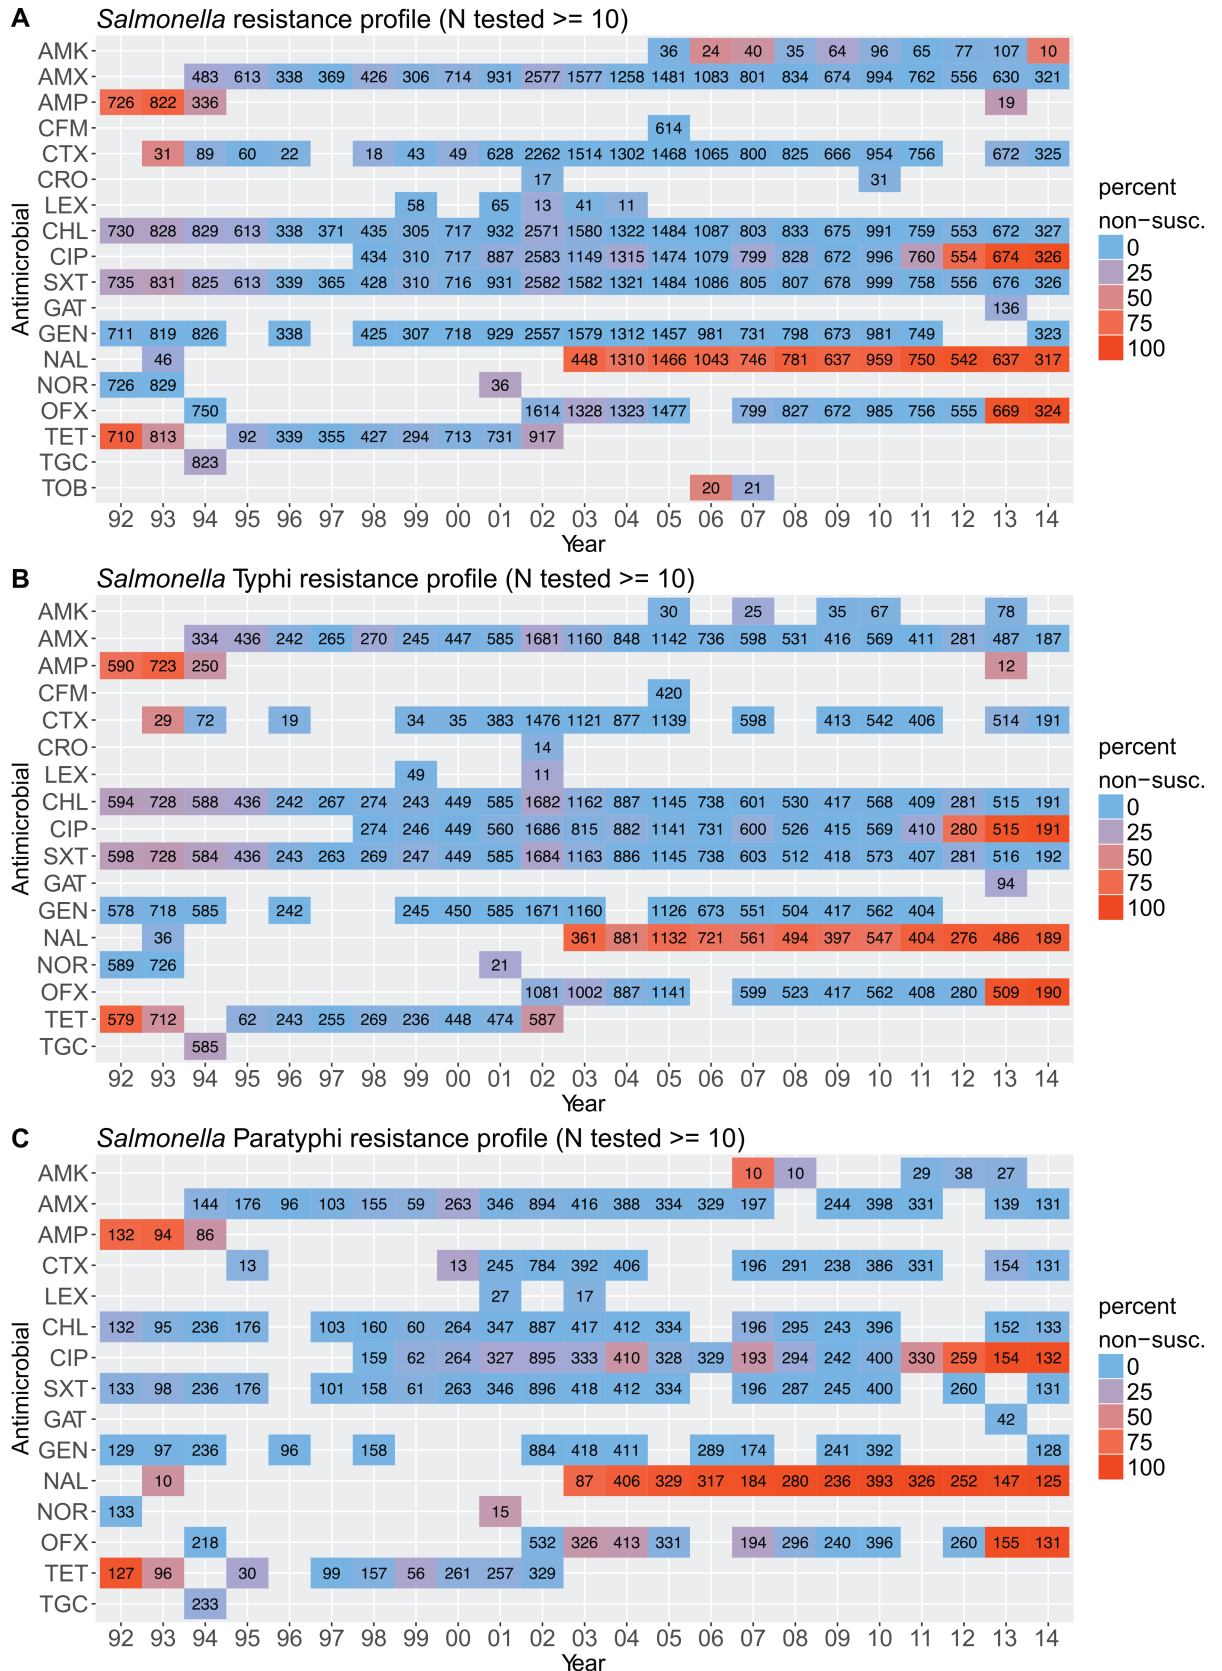 A Salmonella resistance profile (N tested >= 10)
AMK 36 24 40 35 64 96 65 77 107 10
AMX 483 613 338 369 426 306 714 931 2577 1577 1258 1481 1083 801 834 674 994 762 556 630 321
AMP 726 822 336 19
CFM 614
CTX 31 89 60 22 18 43 49 628 2262 1514 1302 1468 1065 800 825 666 954 756 672 325
CRO 17 31
LEX 58 65 13 41 11
CHL 730 828 829 613 338 371 435 305 717 932 2571 1580 1322 1484 1087 803 833 675 991 759 553 672 327
CIP 434 310 717 887 2583 1149 1315 1474 1079 799 828 672 996 760 554 674 326
SXT 735 831 825 613 339 365 428 310 716 931 2582 1582 1321 1484 1086 805 807 678 999 758 556 676 326
GAT 136
GEN 711 819 826 338 425 307 718 929 2557 1579 1312 1457 981 731 798 673 981 749 323
NAL 46 448 1310 1466 1043 746 781 637 959 750 542 637 317
NOR 726 829 36
OFX 750 1614 1328 1323 1477 799 827 672 985 756 555 669 324
TET 710 813 92 339 355 427 294 713 731 917
TGC 823
TOB 20 21
92 93 94 95 96 97 98 99 00 01 02 03 04 05 06 07 08 09 10 11 12 13 14
Year
Antimicrobial
percent
non-susc.
0
25
50
75
100
B Salmonella Typhi resistance profile (N tested >= 10)
AMK 30 25 35 67 78
AMX 334 436 242 265 270 245 447 585 1681 1160 848 1142 736 598 531 416 569 411 281 487 187
AMP 590 723 250 12
CFM 420
CTX 29 72 19 34 35 383 1476 1121 877 1139 598 413 542 406 514 191
CRO 14
LEX 49 11
CHL 594 728 588 436 242 267 274 243 449 585 1682 1162 887 1145 738 601 530 417 568 409 281 515 191
CIP 274 246 449 560 1686 815 882 1141 731 600 526 415 569 410 280 515 191
SXT 598 728 584 436 243 263 269 247 449 585 1684 1163 886 1145 738 603 512 418 573 407 281 516 192
GAT 94
GEN 578 718 585 242 245 450 585 1671 1160 1126 673 551 504 417 562 404
NAL 36 361 881 1132 721 561 494 397 547 404 276 486 189
NOR 589 726 21
OFX 1081 1002 887 1141 599 523 417 562 408 280 509 190
TET 579 712 62 243 255 269 236 448 474 587
TGC 585
92 93 94 95 96 97 98 99 00 01 02 03 04 05 06 07 08 09 10 11 12 13 14
Year
Antimicrobial
percent
non-susc.
0
25
50
75
100
C Salmonella Paratyphi resistance profile (N tested >= 10)
AMK 10 10 29 38 27
AMX 144 176 96 103 155 59 263 346 894 416 388 334 329 197 244 398 331 139 131
AMP 132 94 86
CTX 13 13 245 784 392 406 196 291 238 386 331 154 131
LEX 27 17
CHL 132 95 236 176 103 160 60 264 347 887 417 412 334 196 295 243 396 152 133
CIP 159 62 264 327 895 333 410 328 329 193 294 242 400 330 259 154 132
SXT 133 98 236 176 101 158 61 263 346 896 418 412 334 196 287 245 400 260 131
GAT 42
GEN 129 97 236 96 158 884 418 411 289 174 241 392 128
NAL 10 87 406 329 317 184 280 236 393 326 252 147 125
NOR 133 15
OFX 218 532 326 413 331 194 296 240 396 260 155 131
TET 127 96 30 99 157 56 261 257 329
TGC 233
92 93 94 95 96 97 98 99 00 01 02 03 04 05 06 07 08 09 10 11 12 13 14
Year
Antimicrobial
percent
non-susc.
0
25
50
75
100